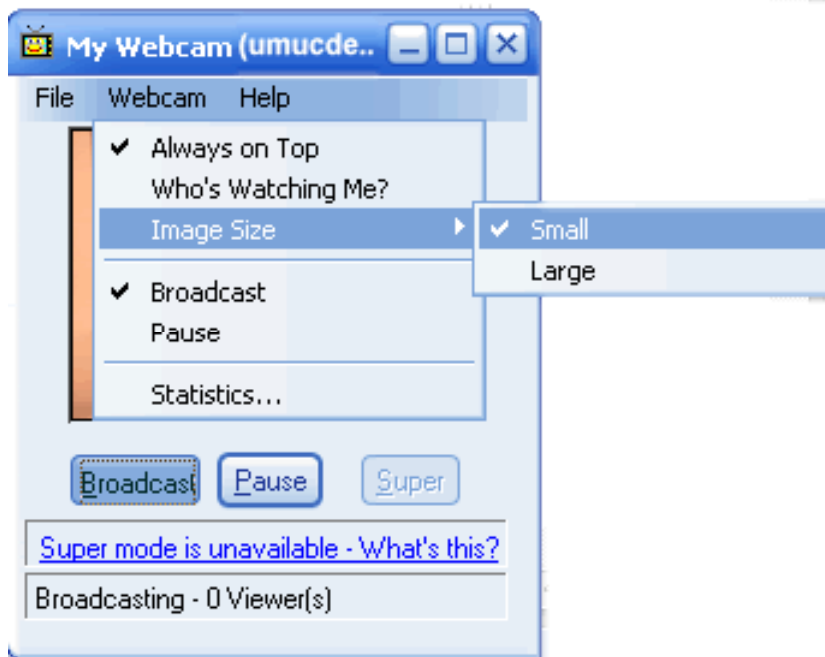 My Webcam (umucde..
File Webcam Help
Always on Top
Who's Watching Me?
Image Size
Small
Large
Broadcast
Pause
Statistics...
Broadcast Pause Super
Super mode is unavailable - What's this?
Broadcasting - 0 Viewer(s)